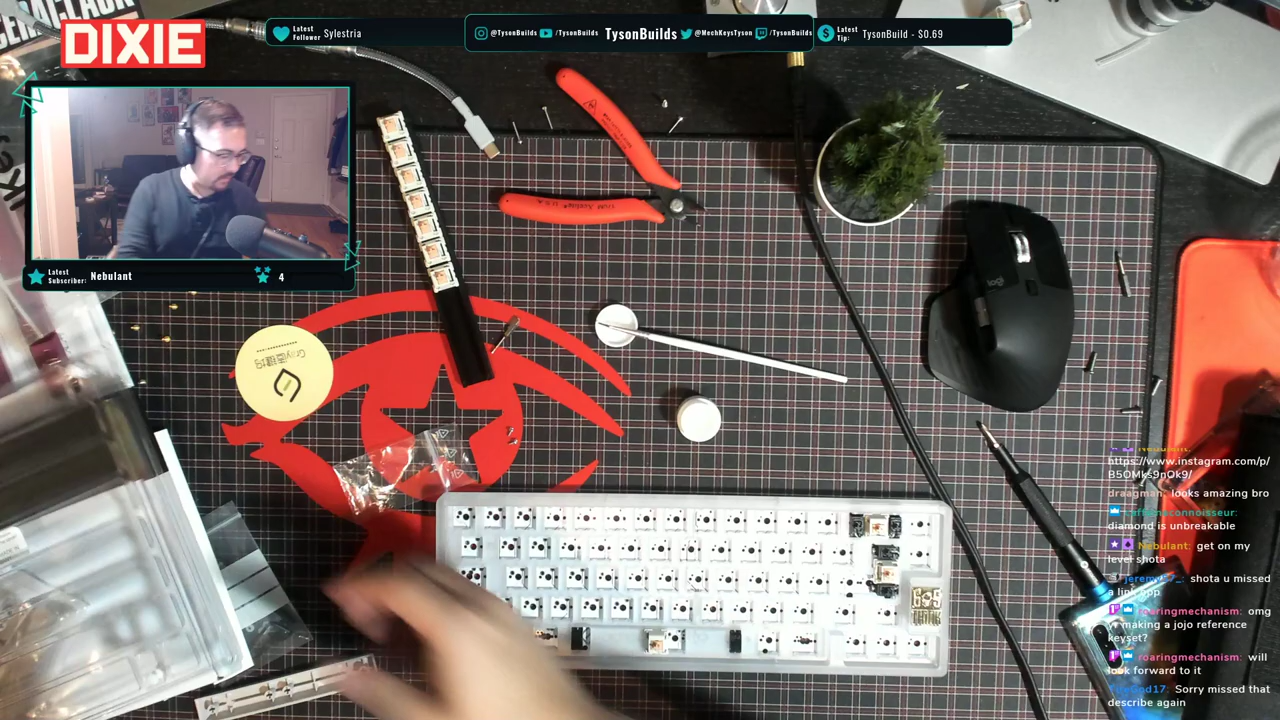 DIXIE
Latest Follower Sylestria
@TysonBuilds /TysonBuilds TysonBuilds @MechKeysTyson /TysonBuilds
Latest Tip: TysonBuild - $0.69
Latest Subscriber: Nebulant 4
Nebulant:
https://www.instagram.com/p/
B5OMks9nOk9/
draagman: looks amazing bro
diamond is unbreakable
Nebulant: get on my
level shota
shota u missed
a link
roaringmechanism: omg
making a jojo reference
keyset?
roaringmechanism: will
look forward to it
Sorry missed that
describe again